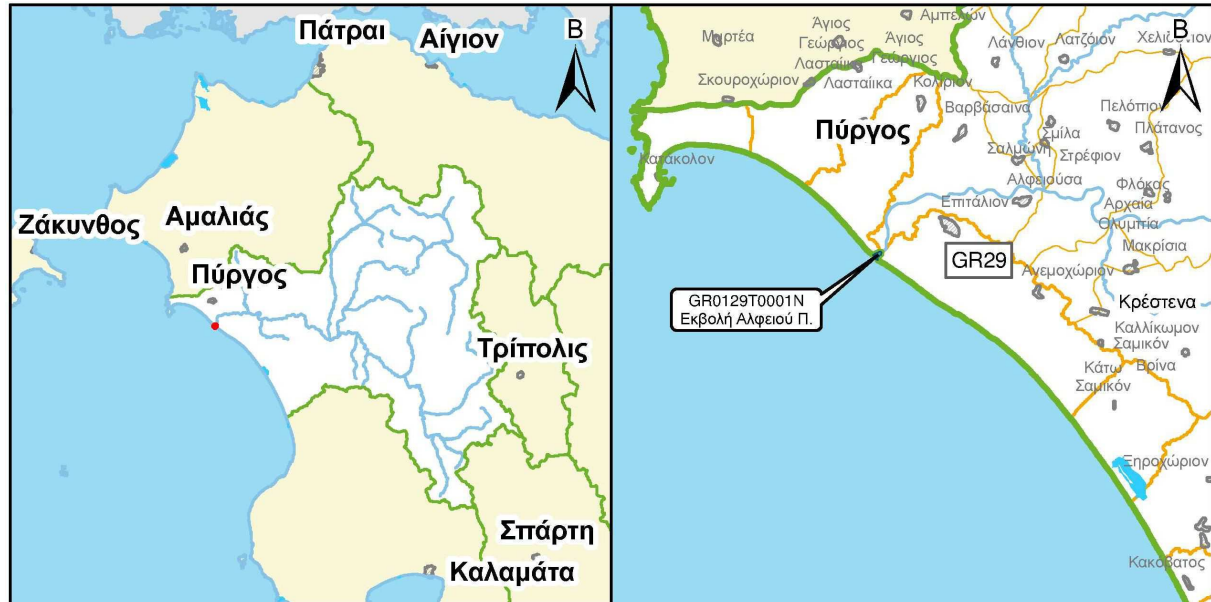 Πάτραι
Αίγιον
Β
Ζάκυνθος
Αμαλιάς
Πύργος
Τρίπολις
Σπάρτη
Καλαμάτα
Αμπελών
Β
Μυρτέα
Άγιος
Γεώργιος
Λασταίικα
Άγιος
Γεώργιος
Λασταίικα
Λάνθιον
Λατζόιον
Σκουροχώριον
Κολίριον
Βαρβάσαινα
Πελόπιον
Πύργος
Σμίλα
Πλάτανος
Κατάκολον
Σαλμώνη
Στρέφιον
Αλφειούσα
Φλόκας
Επιτάλιον
Αρχαία
Ολυμπία
Μακρίσια
GR29
Ανεμοχώριον
GR0129T0001N
Εκβολή Αλφειού Π.
Κρέστενα
Καλλίκωμον
Σαμικόν
Κάτω
Σαμικόν
Βρίνα
Ξηροχώριον
Κακόβατος